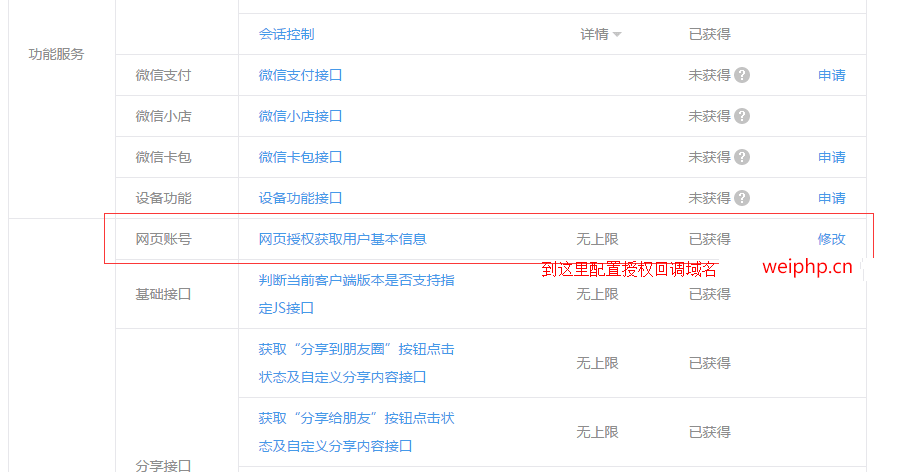 会话控制 详情 已获得
功能服务
微信支付 微信支付接口 未获得 ? 申请
微信小店 微信小店接口 未获得 ?
微信卡包 微信卡包接口 未获得 ? 申请
设备功能 设备功能接口 未获得 ? 申请
网页账号 网页授权获取用户基本信息 无上限 已获得 修改
到这里配置授权回调域名 weiphp.cn
判断当前客户端版本是否支持指
基础接口 无上限 已获得
定JS接口
获取“分享到朋友圈”按钮点击
无上限 已获得
状态及自定义分享内容接口
获取“分享给朋友”按钮点击状
无上限 已获得
态及自定义分享内容接口
分享接口